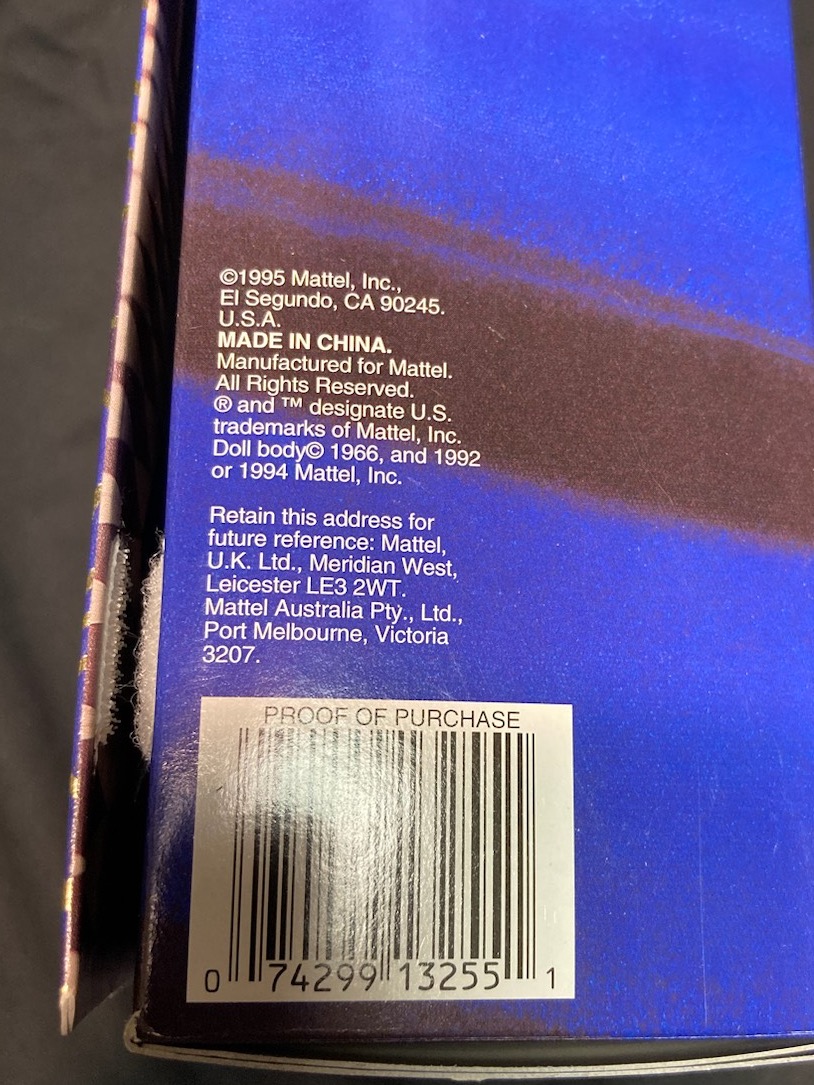 ©1995 Mattel, Inc.,
El Segundo, CA 90245.
U.S.A.
MADE IN CHINA.
Manufactured for Mattel.
All Rights Reserved.
® and ™ designate U.S.
trademarks of Mattel, Inc.
Doll body© 1966, and 1992
or 1994 Mattel, Inc.
Retain this address for
future reference: Mattel,
U.K. Ltd., Meridian West,
Leicester LE3 2WT.
Mattel Australia Pty., Ltd.,
Port Melbourne, Victoria
3207.
PROOF OF PURCHASE
0 74299 13255 1